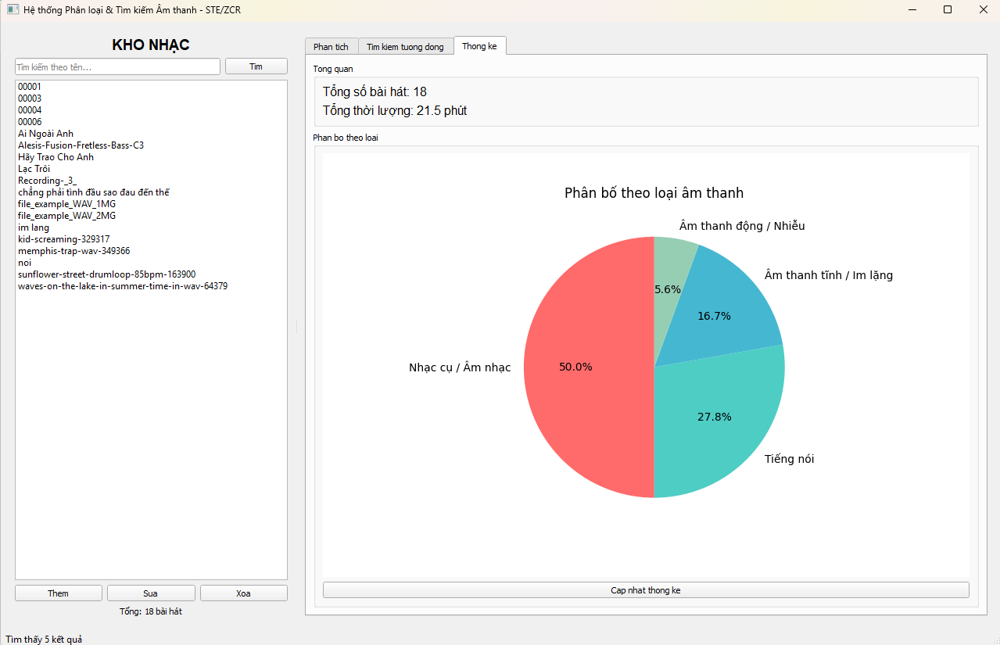 Hệ thống Phân loại & Tìm kiếm Âm thanh - STE/ZCR
KHO NHẠC
Tìm kiếm theo tên...
Tim
00001
00003
00004
00006
Ai Ngoài Anh
Alesis-Fusion-Fretless-Bass-C3
Hãy Trao Cho Anh
Lạc Trôi
Recording-_3_
chẳng phải tình đầu sao đau đến thế
file_example_WAV_1MG
file_example_WAV_2MG
im lang
kid-screaming-329317
memphis-trap-wav-349366
noi
sunflower-street-drumloop-85bpm-163900
waves-on-the-lake-in-summer-time-in-wav-64379
Them
Sua
Xoa
Tổng: 18 bài hát
Tìm thấy 5 kết quả
Phan tich
Tim kiem tuong dong
Thong ke
Tong quan
Tổng số bài hát: 18
Tổng thời lượng: 21.5 phút
Phan bo theo loai
Phân bố theo loại âm thanh
Âm thanh động / Nhiễu
5.6%
Âm thanh tĩnh / Im lặng
16.7%
Nhạc cụ / Âm nhạc
50.0%
27.8%
Tiếng nói
Cap nhat thong ke